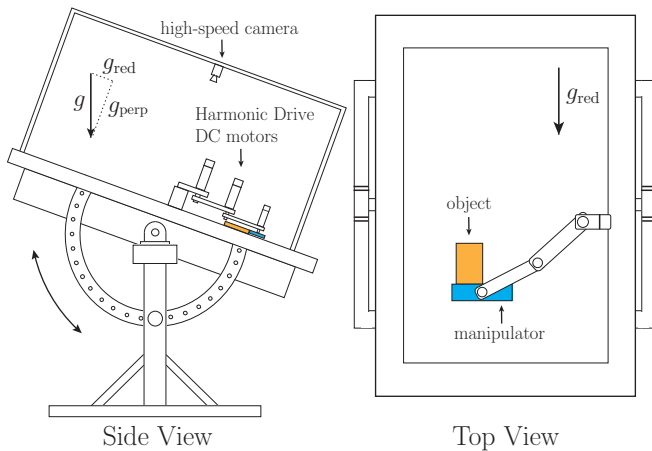 high-speed camera
g_red
g
g_perp
Harmonic Drive
DC motors
Side View
g_red
object
manipulator
Top View